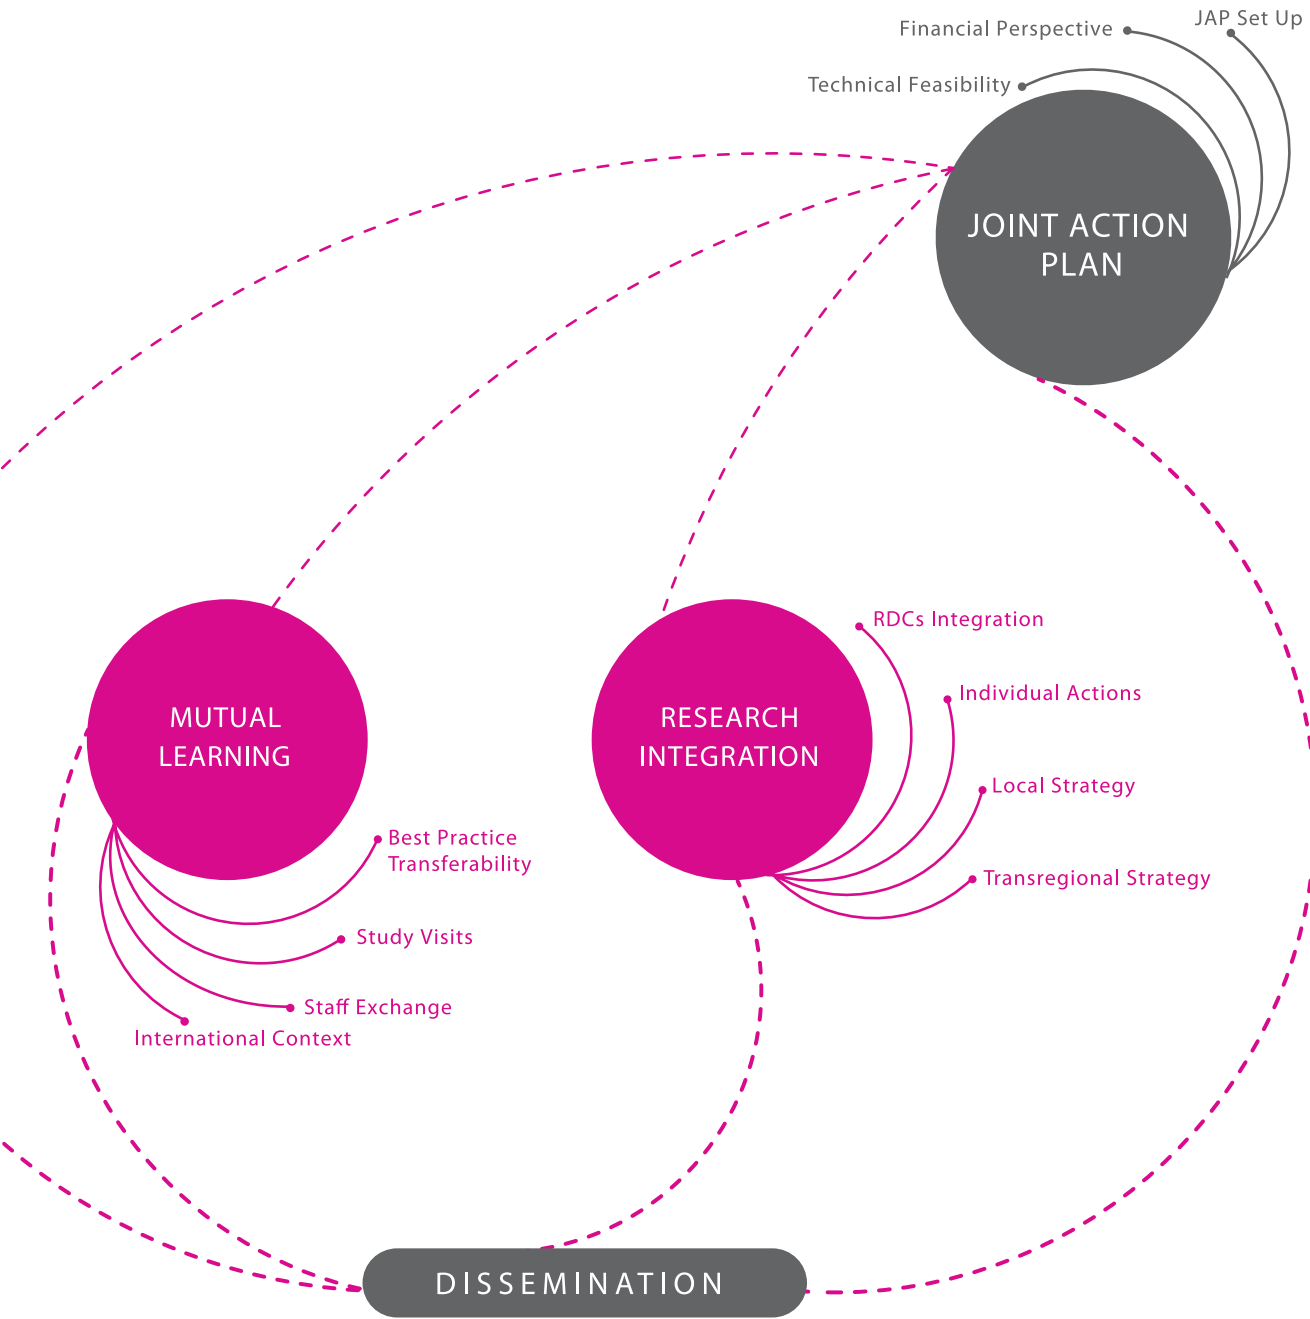 JAP Set Up
Financial Perspective
Technical Feasibility
JOINT ACTION
PLAN
MUTUAL
LEARNING
Best Practice
Transferability
Study Visits
Staff Exchange
International Context
RESEARCH
INTEGRATION
RDCs Integration
Individual Actions
Local Strategy
Transregional Strategy
DISSEMINATION